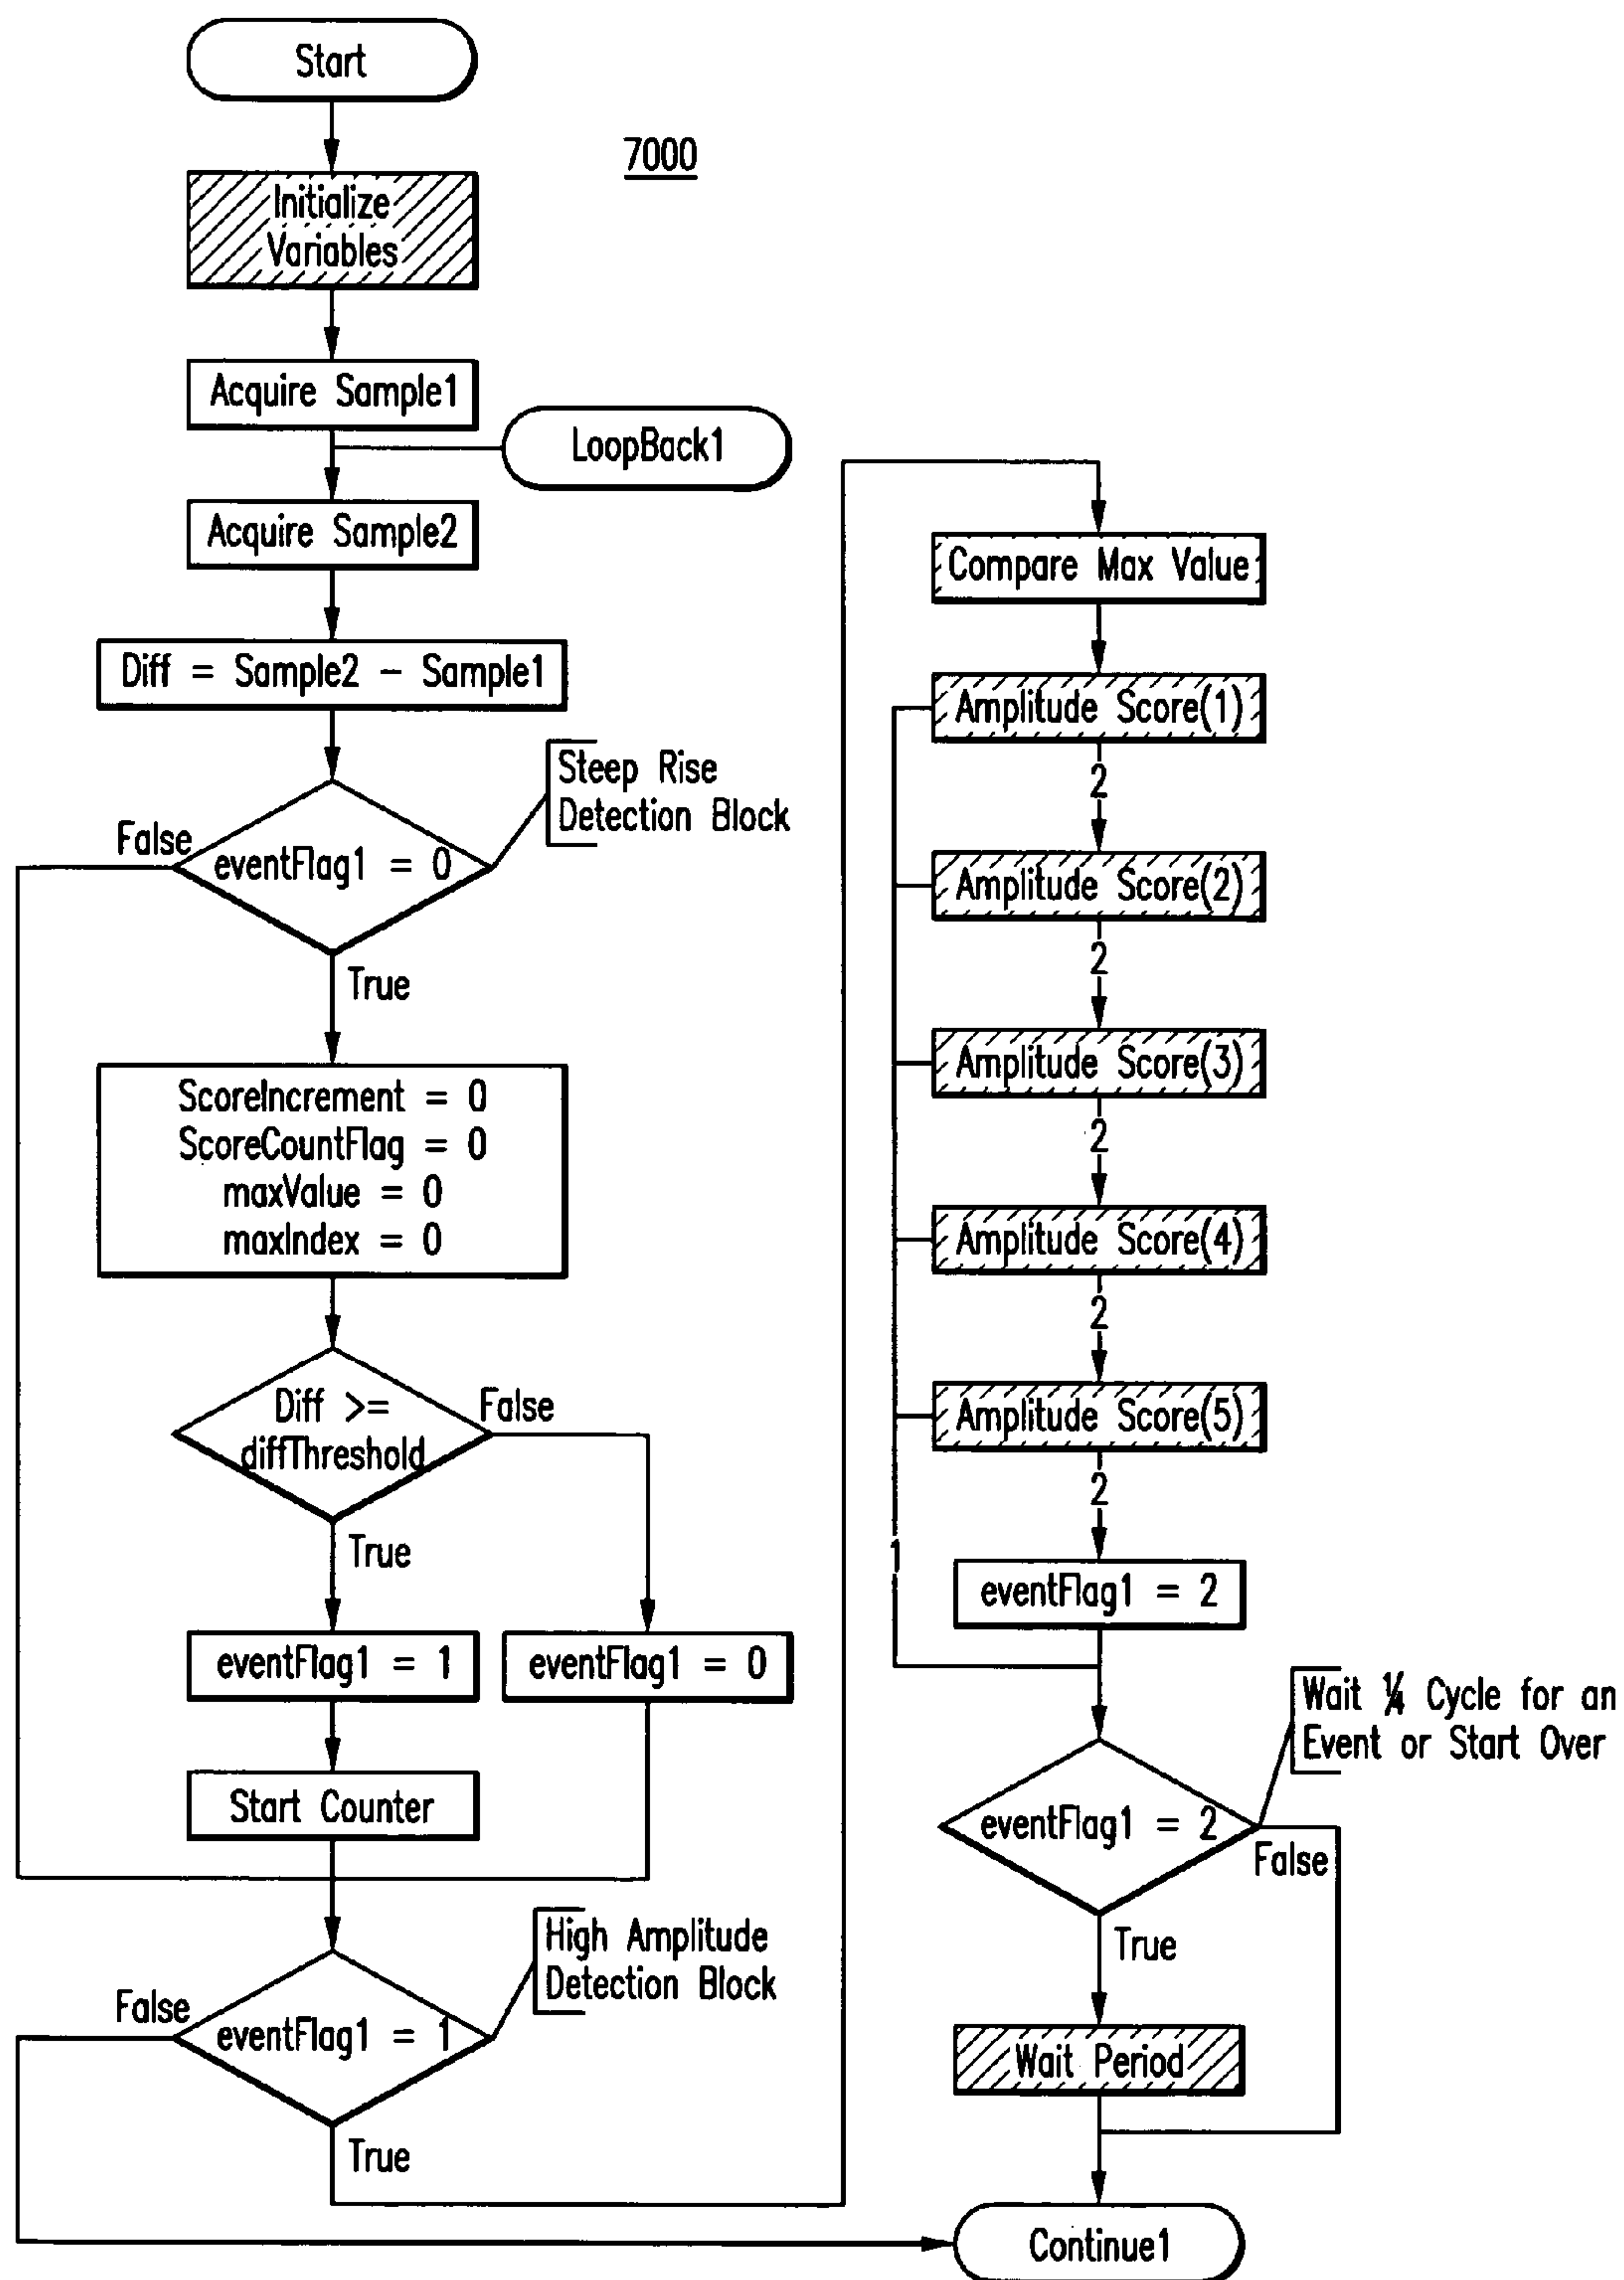 Start
7000
Initialize
Variables
Acquire Sample1
LoopBack1
Acquire Sample2
Diff = Sample2 - Sample1
Steep Rise
Detection Block
False
eventFlag1 = 0
True
ScoreIncrement = 0
ScoreCountFlag = 0
maxValue = 0
maxIndex = 0
Diff >=
diffThreshold
False
True
eventFlag1 = 1
eventFlag1 = 0
Start Counter
High Amplitude
Detection Block
False
eventFlag1 = 1
True
Compare Max Value
Amplitude Score(1)
2
Amplitude Score(2)
2
Amplitude Score(3)
2
Amplitude Score(4)
2
Amplitude Score(5)
2
1
eventFlag1 = 2
Wait ¼ Cycle for an
Event or Start Over
eventFlag1 = 2
False
True
Wait Period
Continue1